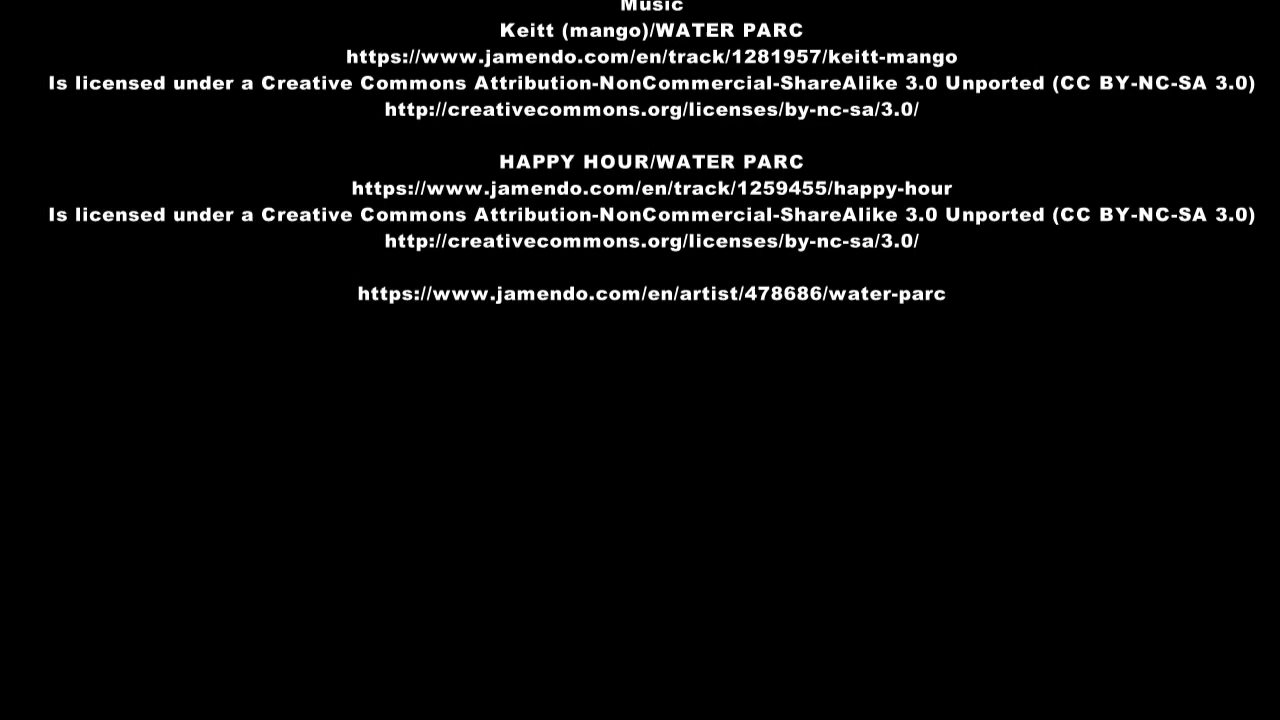 Music
Keitt (mango)/WATER PARC
https://www.jamendo.com/en/track/1281957/keitt-mango
Is licensed under a Creative Commons Attribution-NonCommercial-ShareAlike 3.0 Unported (CC BY-NC-SA 3.0)
http://creativecommons.org/licenses/by-nc-sa/3.0/
HAPPY HOUR/WATER PARC
https://www.jamendo.com/en/track/1259455/happy-hour
Is licensed under a Creative Commons Attribution-NonCommercial-ShareAlike 3.0 Unported (CC BY-NC-SA 3.0)
http://creativecommons.org/licenses/by-nc-sa/3.0/
https://www.jamendo.com/en/artist/478686/water-parc